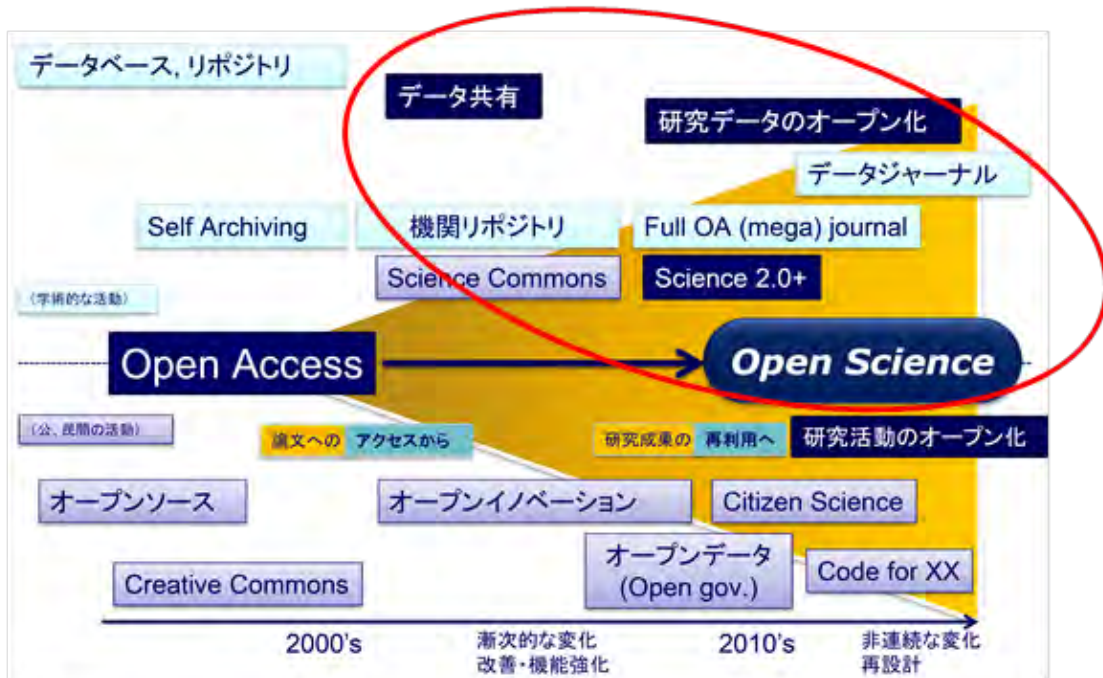 データベース, リポジトリ
データ共有
研究データのオープン化
データジャーナル
Self Archiving
機関リポジトリ
Full OA (mega) journal
Science Commons
Science 2.0+
（学術的な活動）
Open Access
Open Science
（公、民間の活動）
論文への アクセスから
研究成果の 再利用へ
研究活動のオープン化
オープンソース
オープンイノベーション
Citizen Science
オープンデータ
(Open gov.)
Code for XX
Creative Commons
2000's
漸次的な変化
改善・機能強化
2010's
非連続な変化
再設計